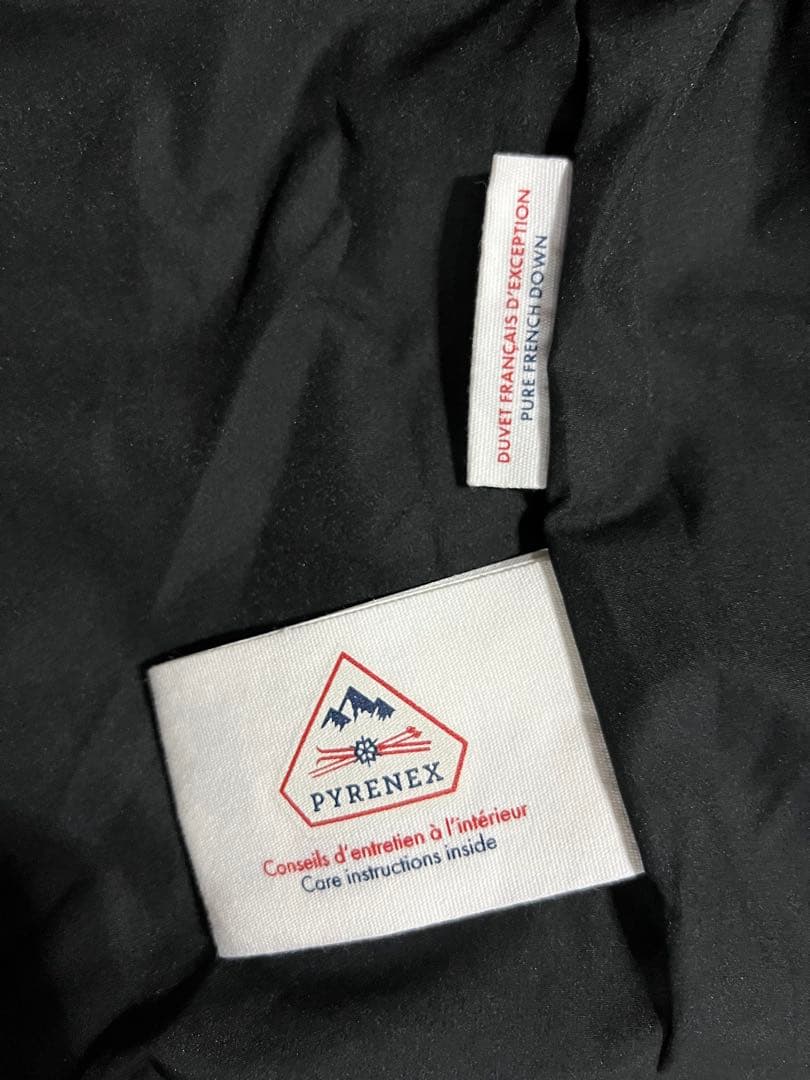 DUVET FRANÇAIS D'EXCEPTION
PURE FRENCH DOWN
PYRENEX
Conseils d'entretien à l'intérieur
Care instructions inside